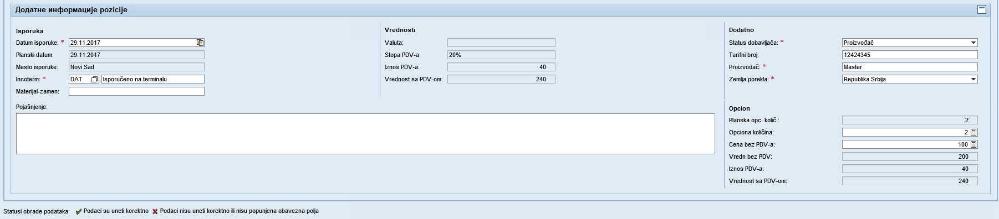 Додатне информације pozicije
Isporuka
Datum isporuke: * 29.11.2017
Planski datum: 29.11.2017
Mesto isporuke: Novi Sad
Incoterm: * DAT Isporučeno na terminalu
Materijal-zamen:
Pojašnjenje:
Vrednosti
Valuta:
Stopa PDV-a: 20%
Iznos PDV-a: 40
Vrednost sa PDV-om: 240
Dodatno
Status dobavljača: * Proizvođač
Tarifni broj: 12424345
Proizvođač: * Master
Zemlja porekla: * Republika Srbija
Opcion
Planska opc. količ.: 2
Opciona količina: 2
Cena bez PDV-a: 100
Vredn bez PDV: 200
Iznos PDV-a: 40
Vrednost sa PDV-om: 240
Statusi obrade podataka: Podaci su uneti korektno Podaci nisu uneti korektno ili nisu popunjena obavezna polja